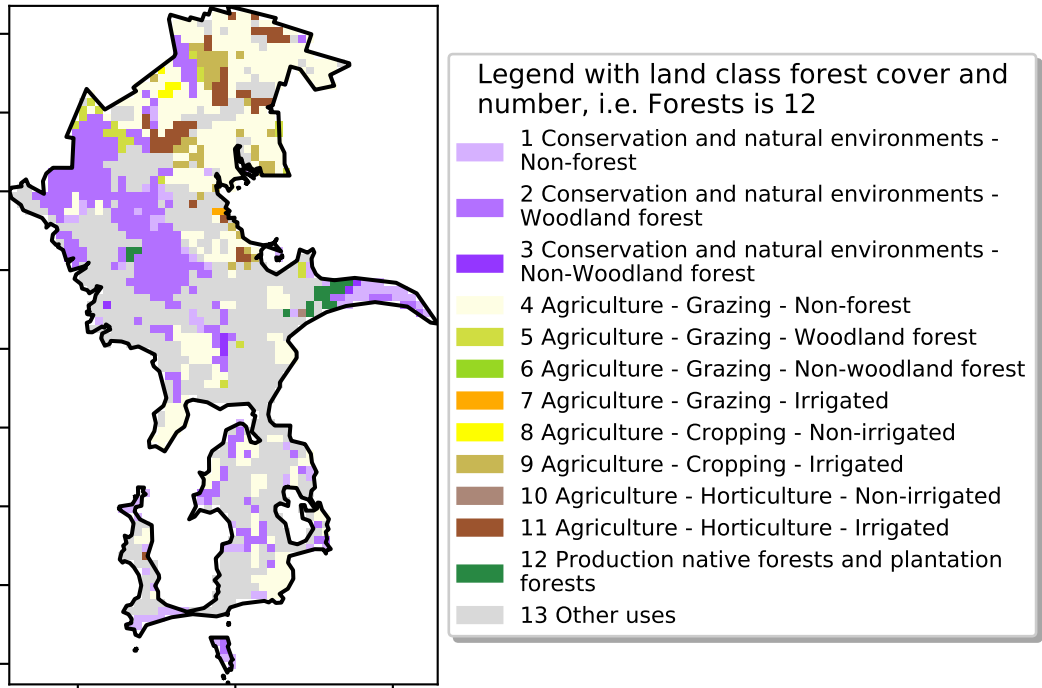 Legend with land class forest cover and
number, i.e. Forests is 12
1 Conservation and natural environments -
Non-forest
2 Conservation and natural environments -
Woodland forest
3 Conservation and natural environments -
Non-Woodland forest
4 Agriculture - Grazing - Non-forest
5 Agriculture - Grazing - Woodland forest
6 Agriculture - Grazing - Non-woodland forest
7 Agriculture - Grazing - Irrigated
8 Agriculture - Cropping - Non-irrigated
9 Agriculture - Cropping - Irrigated
10 Agriculture - Horticulture - Non-irrigated
11 Agriculture - Horticulture - Irrigated
12 Production native forests and plantation
forests
13 Other uses